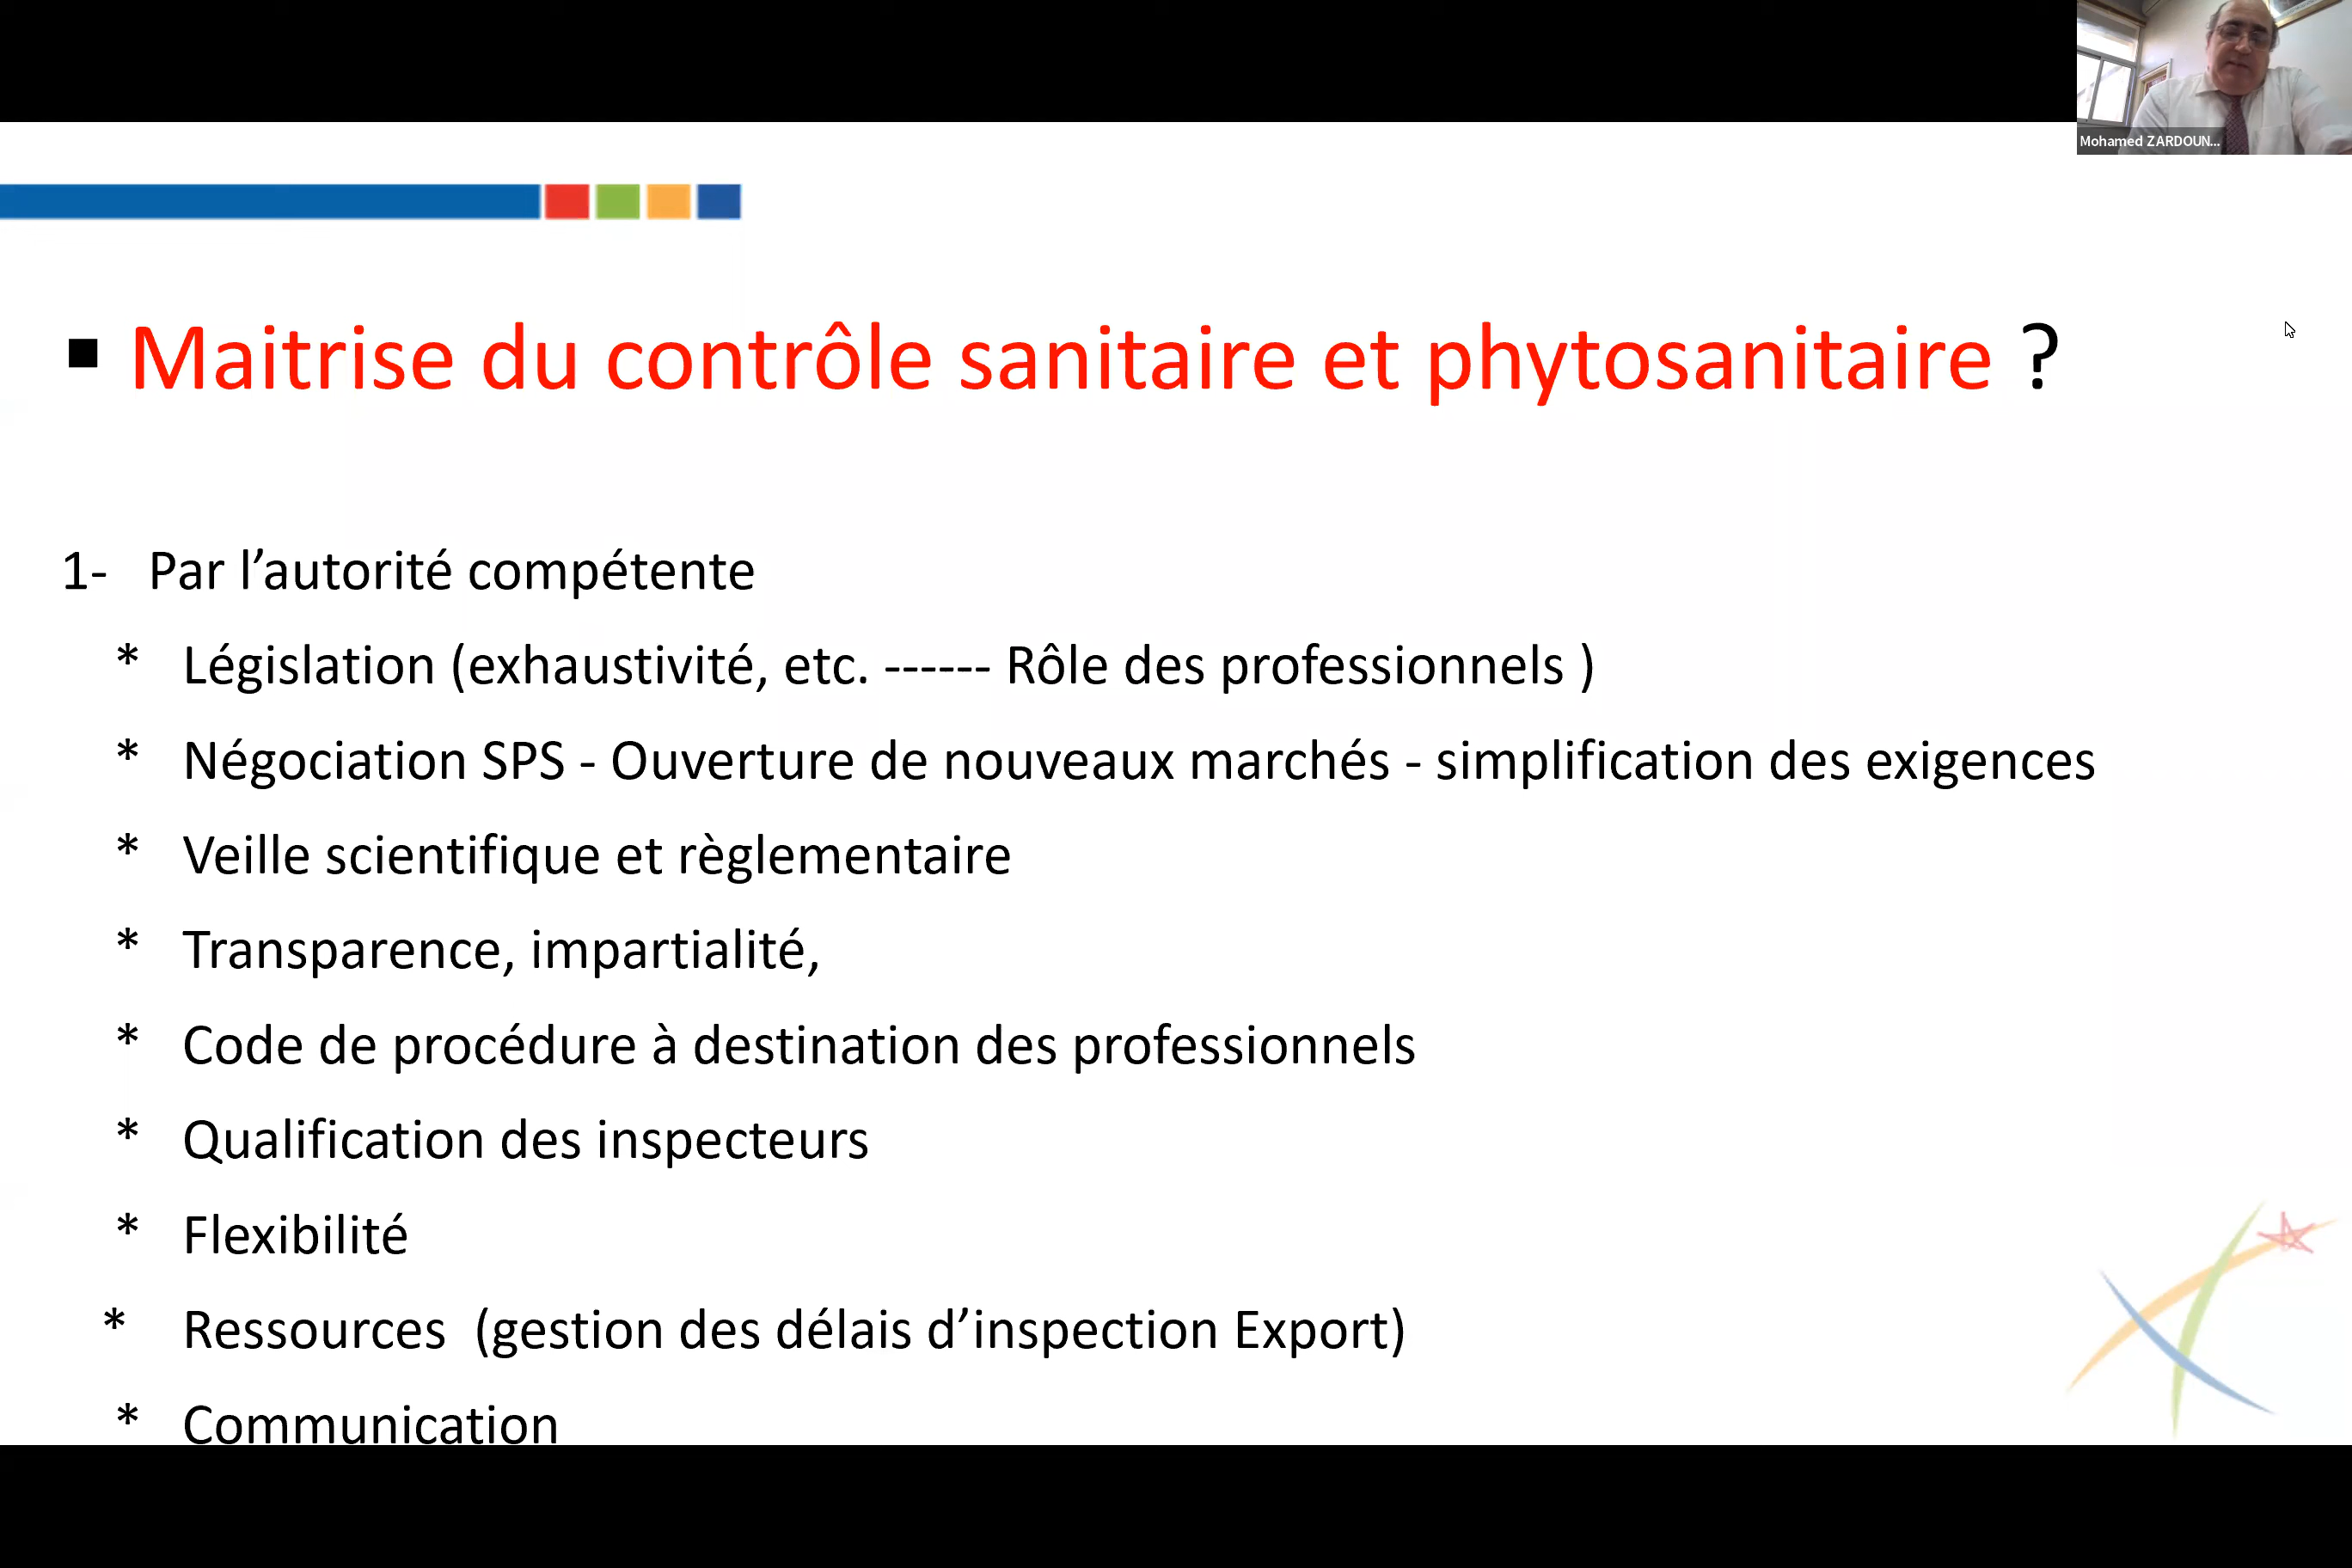 Mohamed ZARDOUN...
▪ Maitrise du contrôle sanitaire et phytosanitaire ?
1- Par l’autorité compétente
* Législation (exhaustivité, etc. ------ Rôle des professionnels )
* Négociation SPS - Ouverture de nouveaux marchés - simplification des exigences
* Veille scientifique et règlementaire
* Transparence, impartialité,
* Code de procédure à destination des professionnels
* Qualification des inspecteurs
* Flexibilité
* Ressources (gestion des délais d’inspection Export)
* Communication